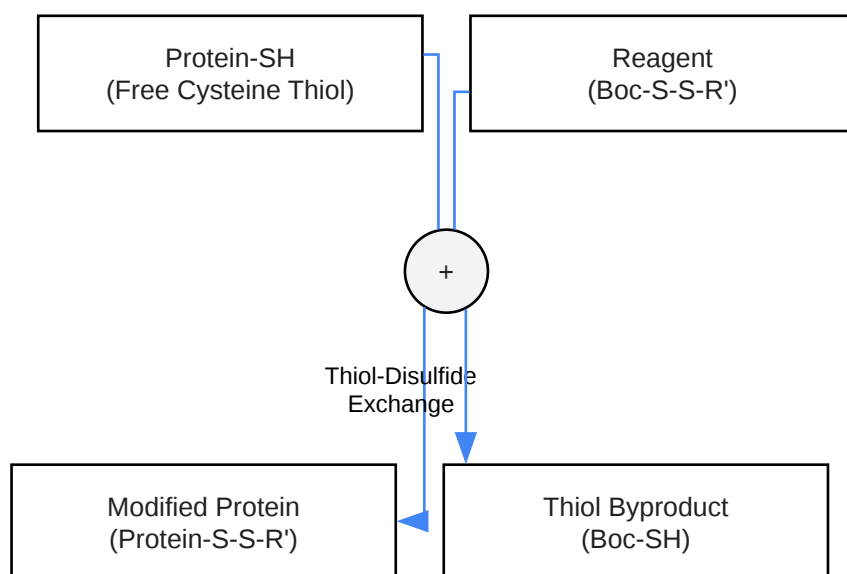 Protein-SH
(Free Cysteine Thiol)
Reagent
(Boc-S-S-R')
+
Thiol-Disulfide
Exchange
Modified Protein
(Protein-S-S-R')
Thiol Byproduct
(Boc-SH)